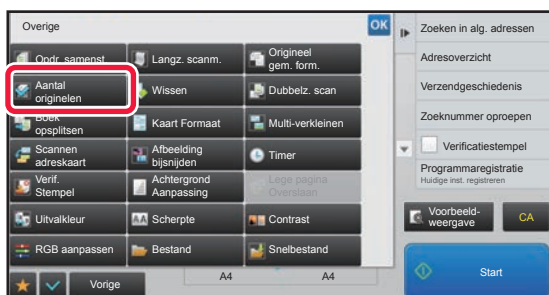 Overige
OK
Opdr. samenst.
Langz. scanm.
Origineel
gem. form.
Aantal
originelen
Wissen
Dubbelz. scan
Boek
opsplitsen
Kaart Formaat
Multi-verkleinen
Scannen
adreskaart
Afbeelding
bijsnijden
Timer
Verif.
Stempel
Achtergrond
Aanpassing
Lege pagina
Overslaan
Uitvalkleur
AA Scherpte
Contrast
RGB aanpassen
Bestand
Snelbestand
Vorige
A4
A4
Zoeken in alg. adressen
Adresoverzicht
Verzendgeschiedenis
Zoeknummer oproepen
Verificatiestempel
Programmaregistratie
Huidige inst. registreren
Voorbeeld-
weergave
CA
Start